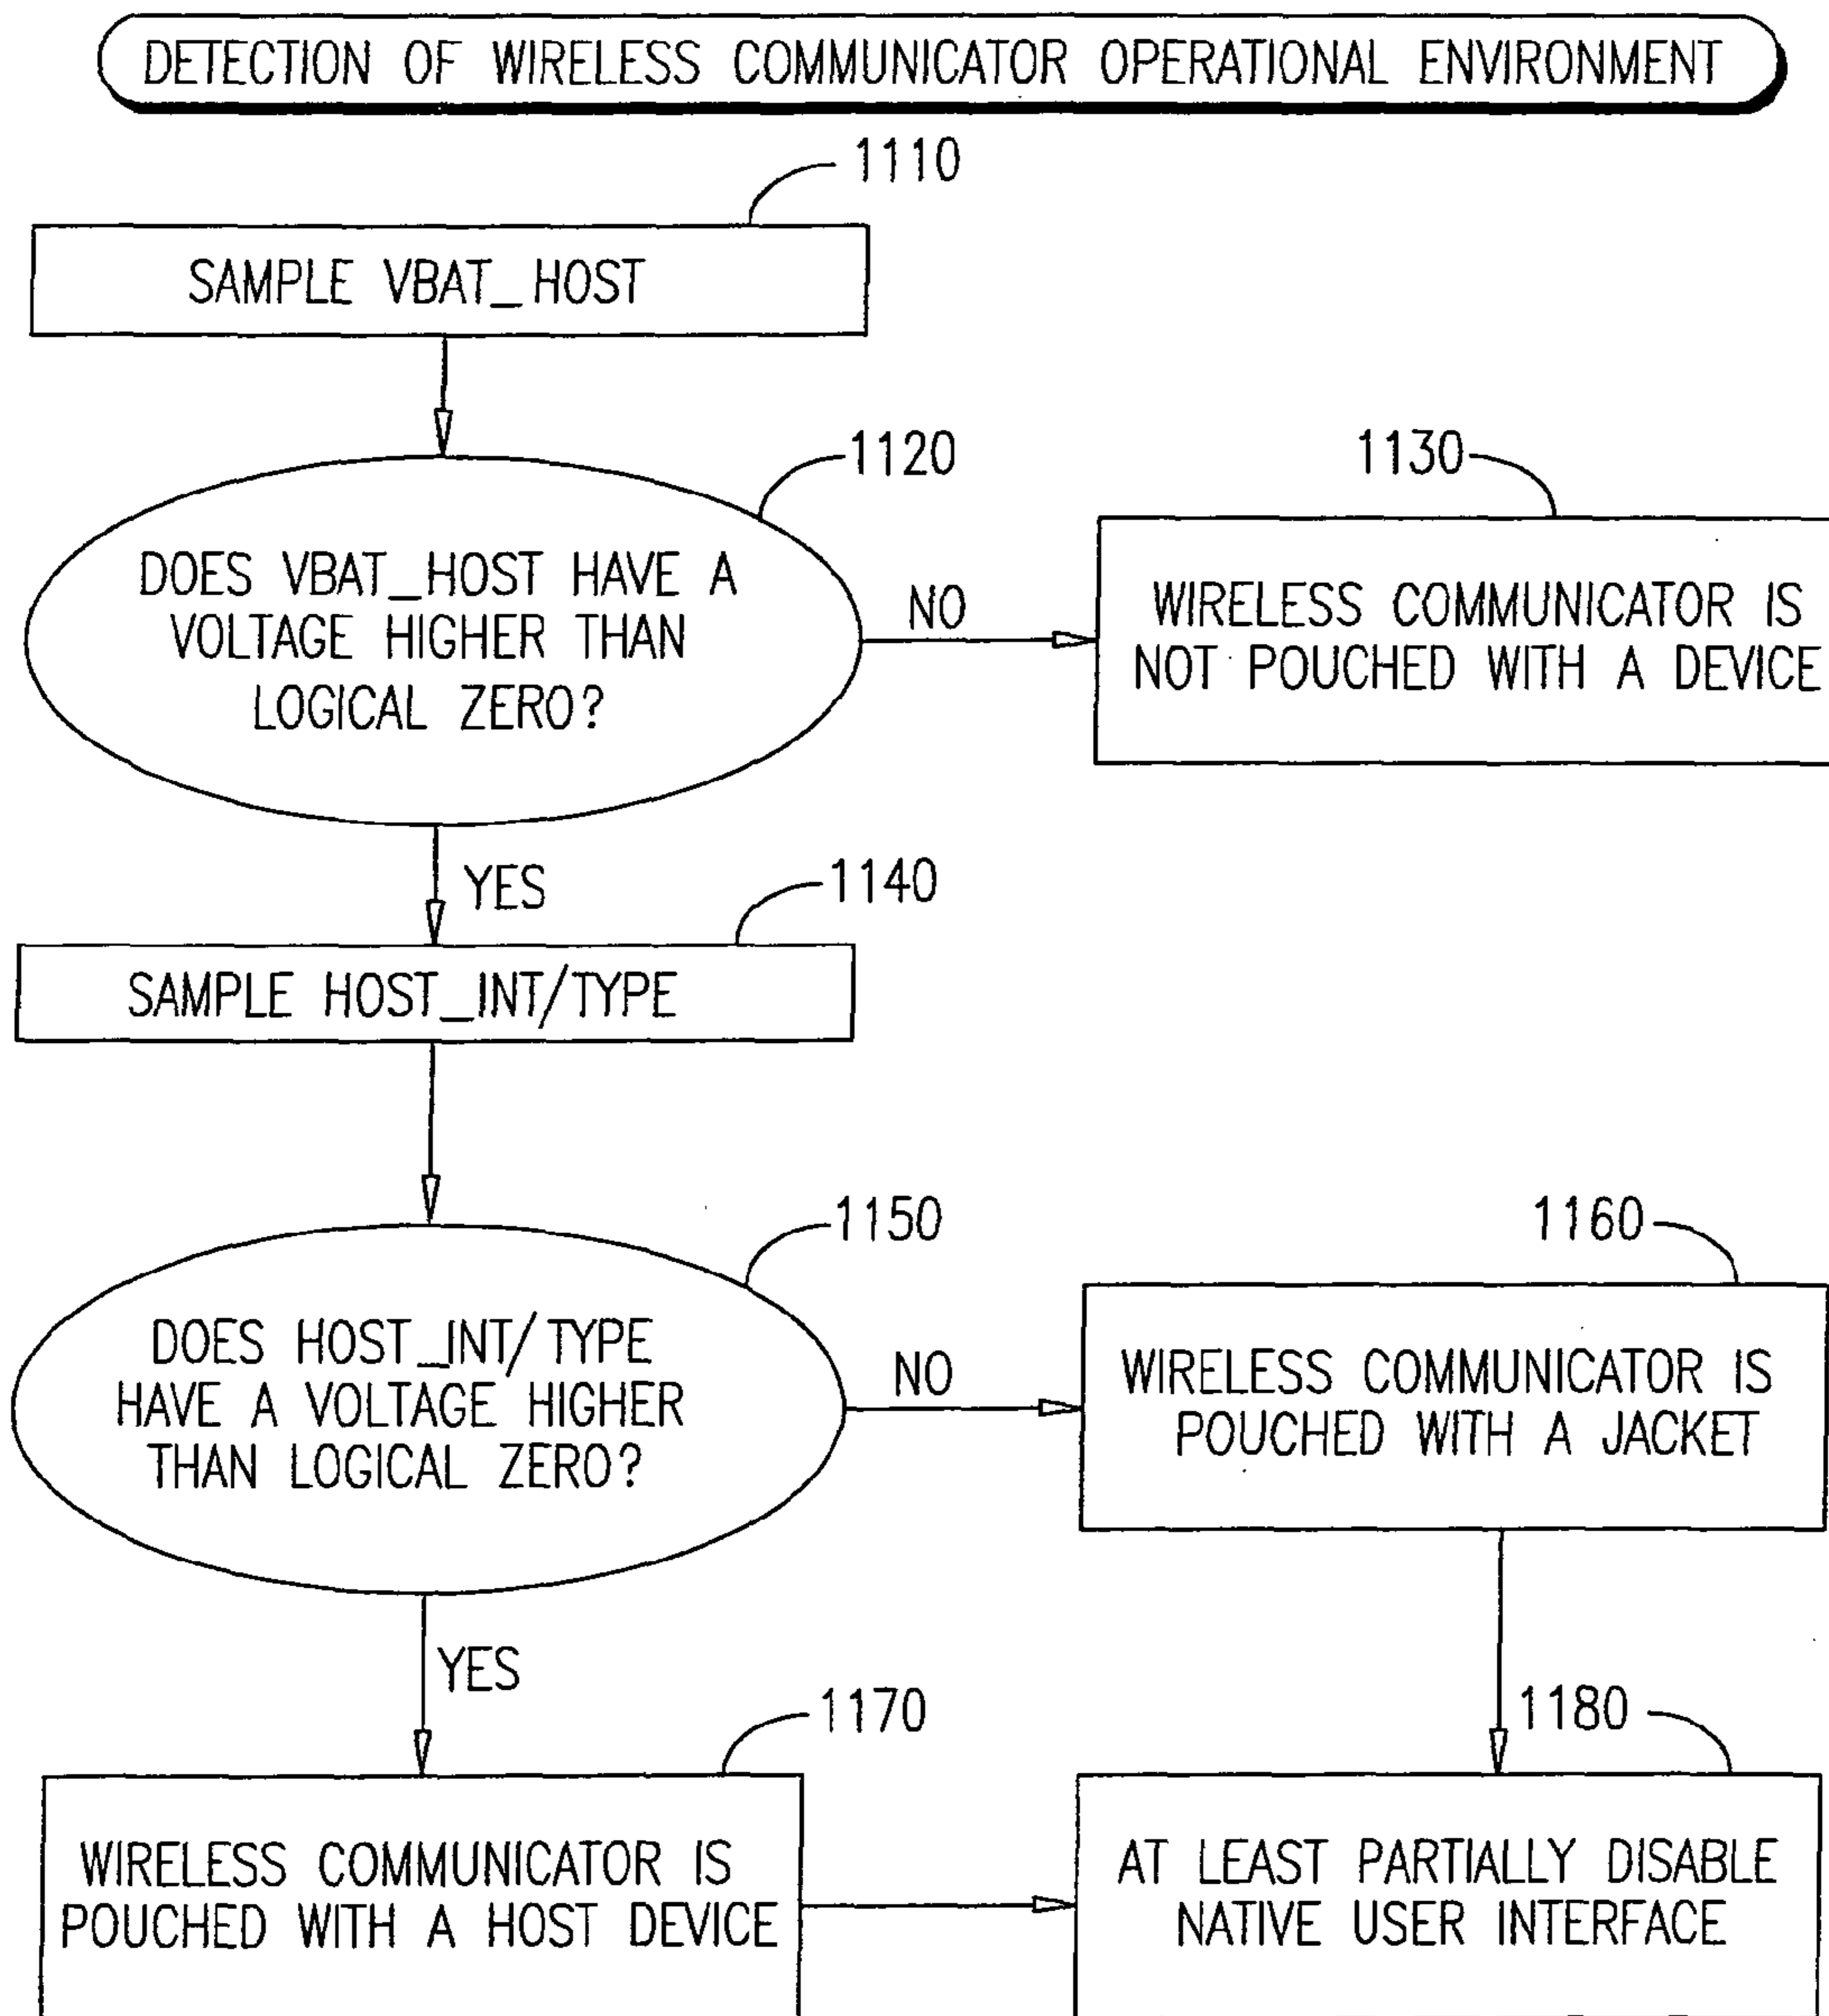 DETECTION OF WIRELESS COMMUNICATOR OPERATIONAL ENVIRONMENT
1110
SAMPLE VBAT_HOST
1120
DOES VBAT_HOST HAVE A
VOLTAGE HIGHER THAN
LOGICAL ZERO?
NO
1130
WIRELESS COMMUNICATOR IS
NOT POUCHED WITH A DEVICE
YES
1140
SAMPLE HOST_INT/TYPE
1150
DOES HOST_INT/TYPE
HAVE A VOLTAGE HIGHER
THAN LOGICAL ZERO?
NO
1160
WIRELESS COMMUNICATOR IS
POUCHED WITH A JACKET
YES
1170
WIRELESS COMMUNICATOR IS
POUCHED WITH A HOST DEVICE
1180
AT LEAST PARTIALLY DISABLE
NATIVE USER INTERFACE